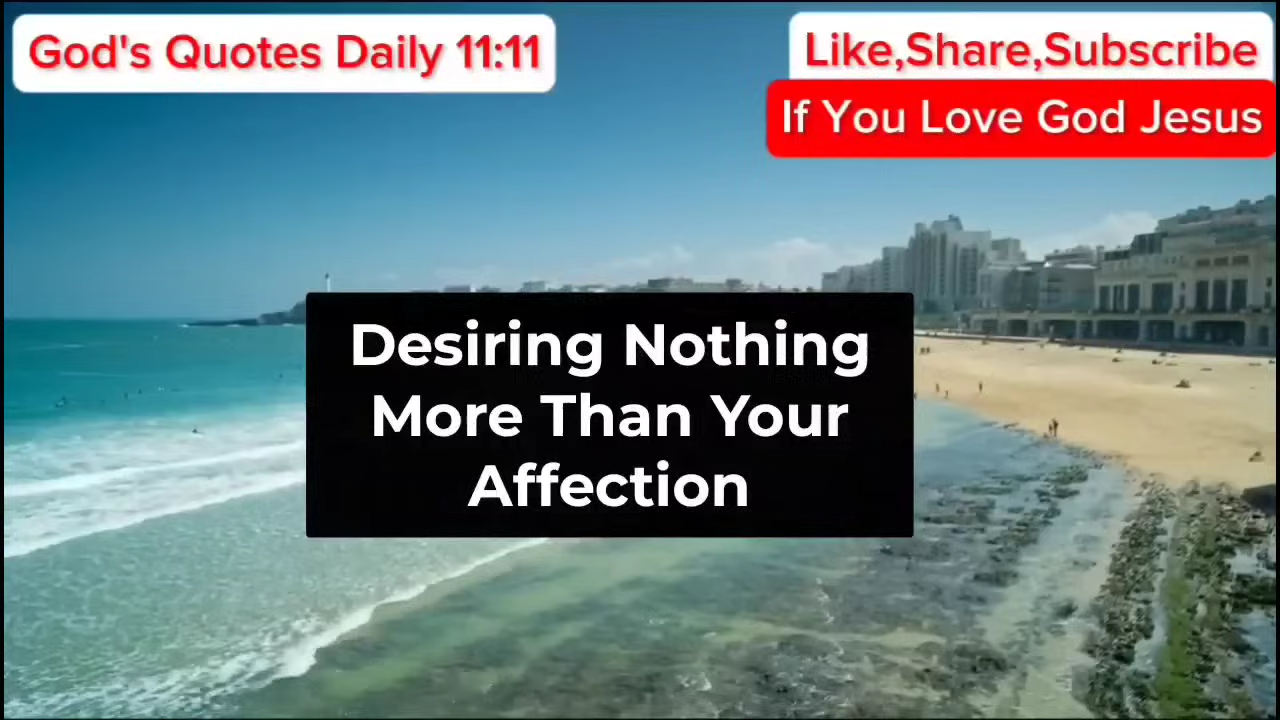 God's Quotes Daily 11:11
Like,Share,Subscribe
If You Love God Jesus
Desiring Nothing
More Than Your
Affection